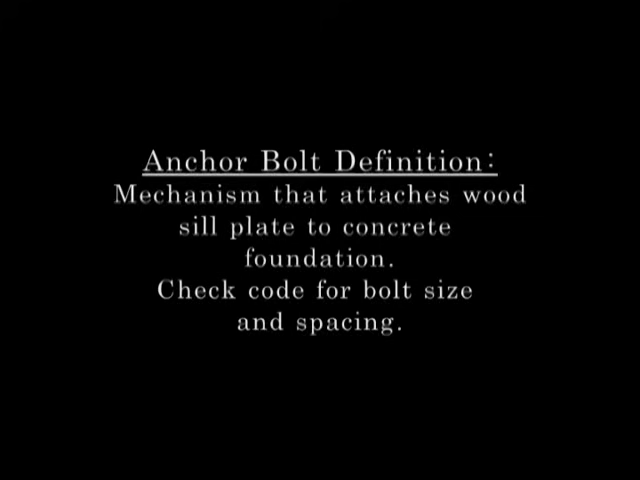 Anchor Bolt Definition:
Mechanism that attaches wood
sill plate to concrete
foundation.
Check code for bolt size
and spacing.